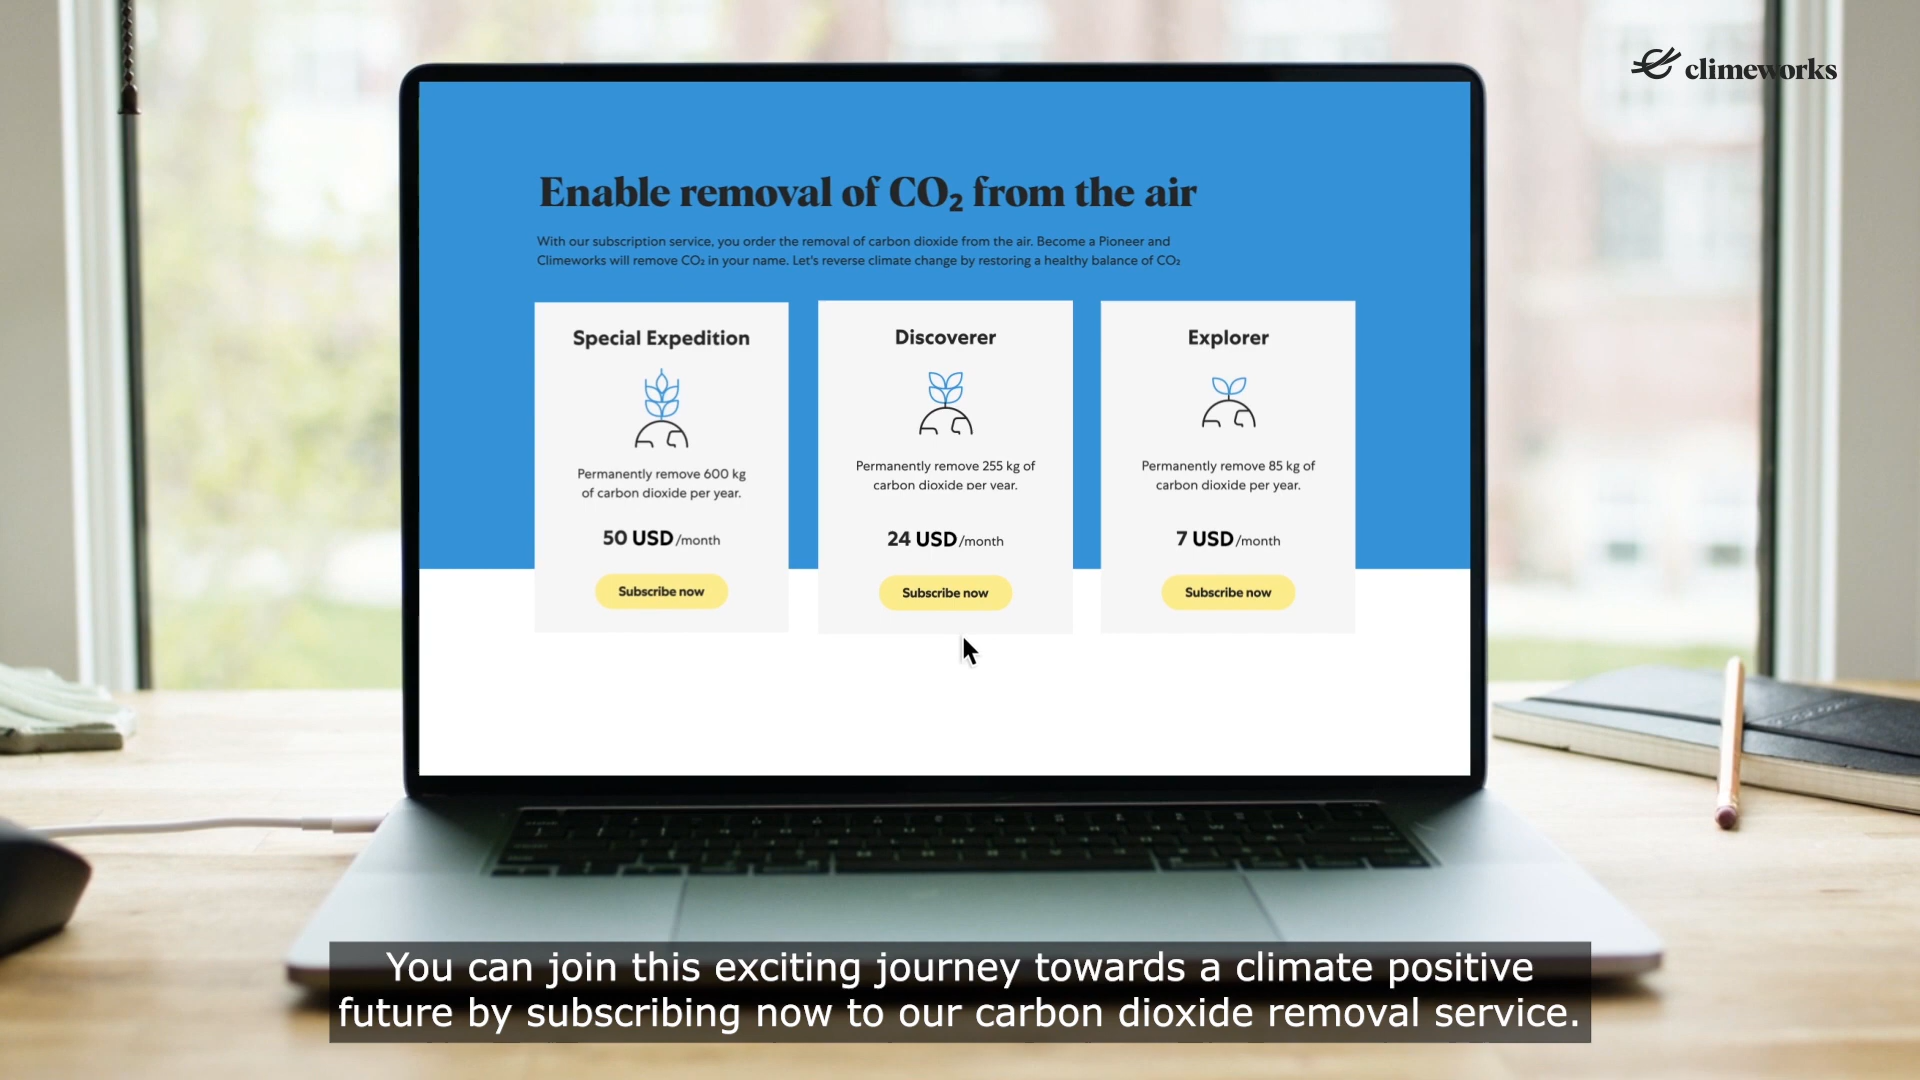 climeworks
Enable removal of CO₂ from the air
With our subscription service, you order the removal of carbon dioxide from the air. Become a Pioneer and
Climeworks will remove CO₂ in your name. Let's reverse climate change by restoring a healthy balance of CO₂
Special Expedition
Permanently remove 600 kg
of carbon dioxide per year.
50 USD/month
Subscribe now
Discoverer
Permanently remove 255 kg of
carbon dioxide per year.
24 USD/month
Subscribe now
Explorer
Permanently remove 85 kg of
carbon dioxide per year.
7 USD/month
Subscribe now
You can join this exciting journey towards a climate positive
future by subscribing now to our carbon dioxide removal service.